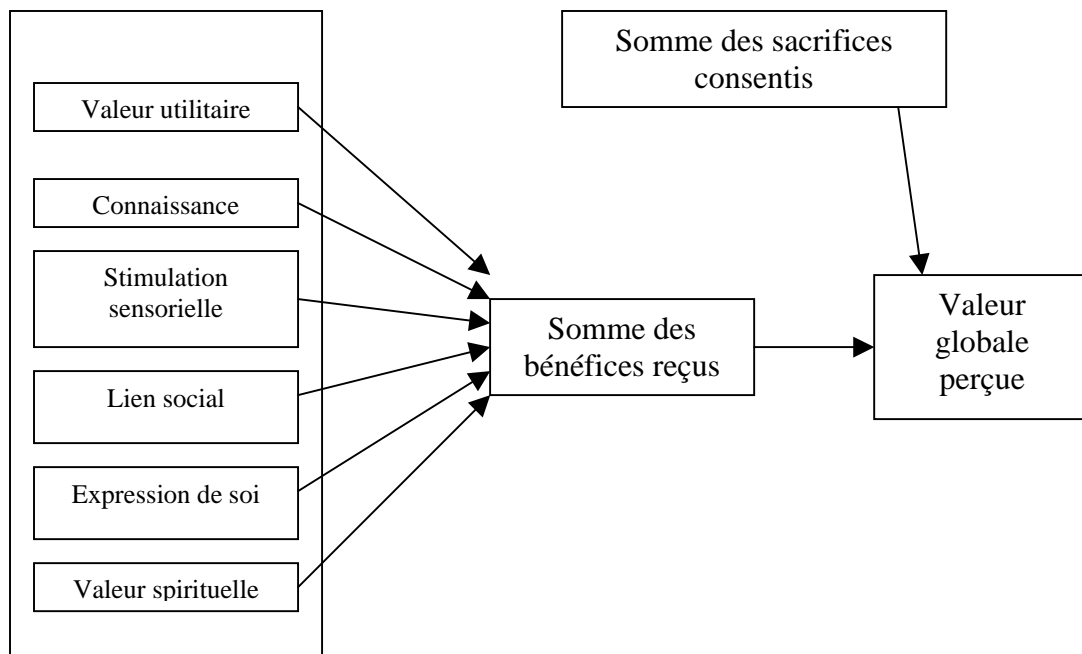 Valeur utilitaire
Connaissance
Stimulation
sensorielle
Lien social
Expression de soi
Valeur spirituelle
Somme des
bénéfices reçus
Somme des sacrifices
consentis
Valeur
globale
perçue